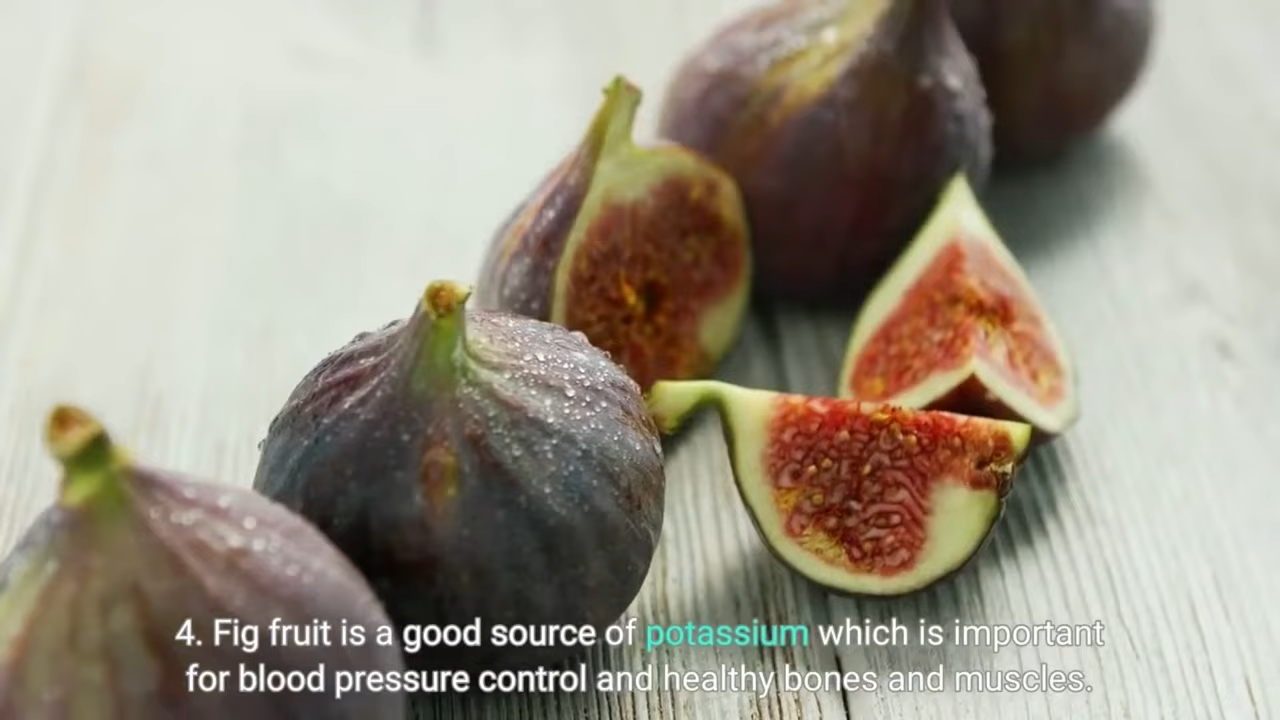 4. Fig fruit is a good source of potassium which is important
for blood pressure control and healthy bones and muscles.